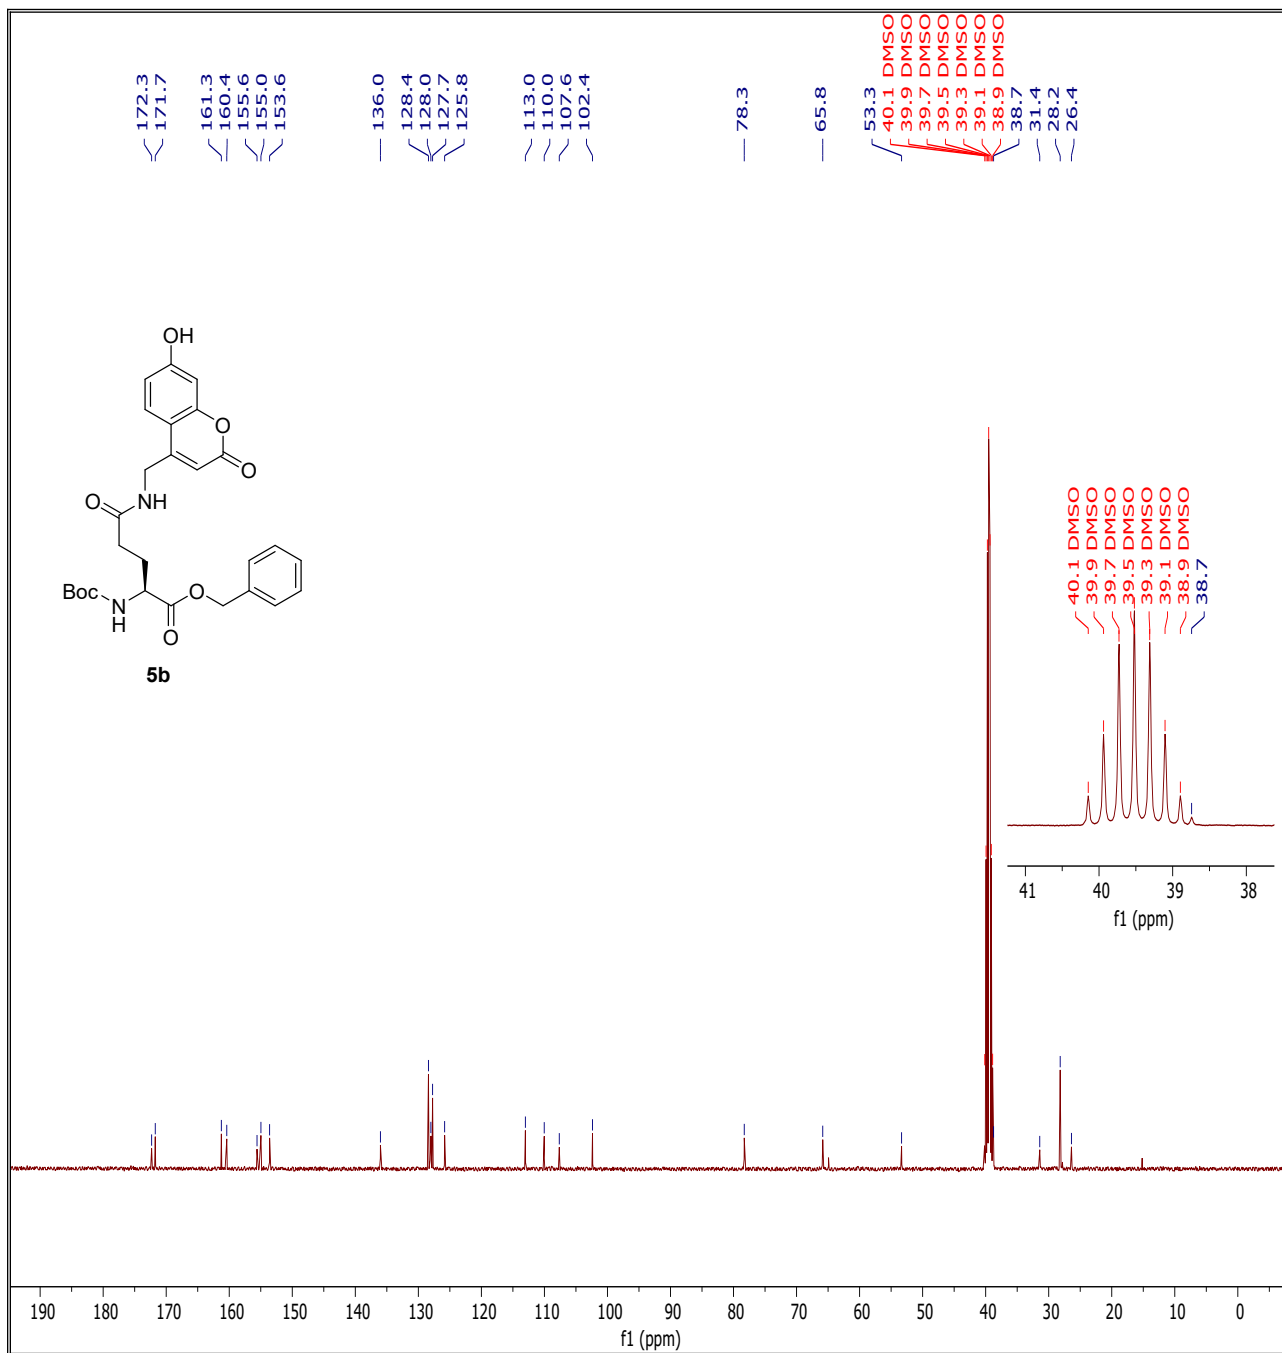 172.3
171.7
161.3
160.4
155.6
155.0
153.6
136.0
128.4
128.0
127.7
125.8
113.0
110.0
107.6
102.4
78.3
65.8
53.3
40.1 DMSO
39.9 DMSO
39.7 DMSO
39.5 DMSO
39.3 DMSO
39.1 DMSO
38.9 DMSO
38.7
31.4
28.2
26.4
OH
O
O
O
NH
Boc
N
H
O
O
5b
40.1 DMSO
39.9 DMSO
39.7 DMSO
39.5 DMSO
39.3 DMSO
39.1 DMSO
38.9 DMSO
38.7
41 40 39 38
f1 (ppm)
190 180 170 160 150 140 130 120 110 100 90 80 70 60 50 40 30 20 10 0
f1 (ppm)